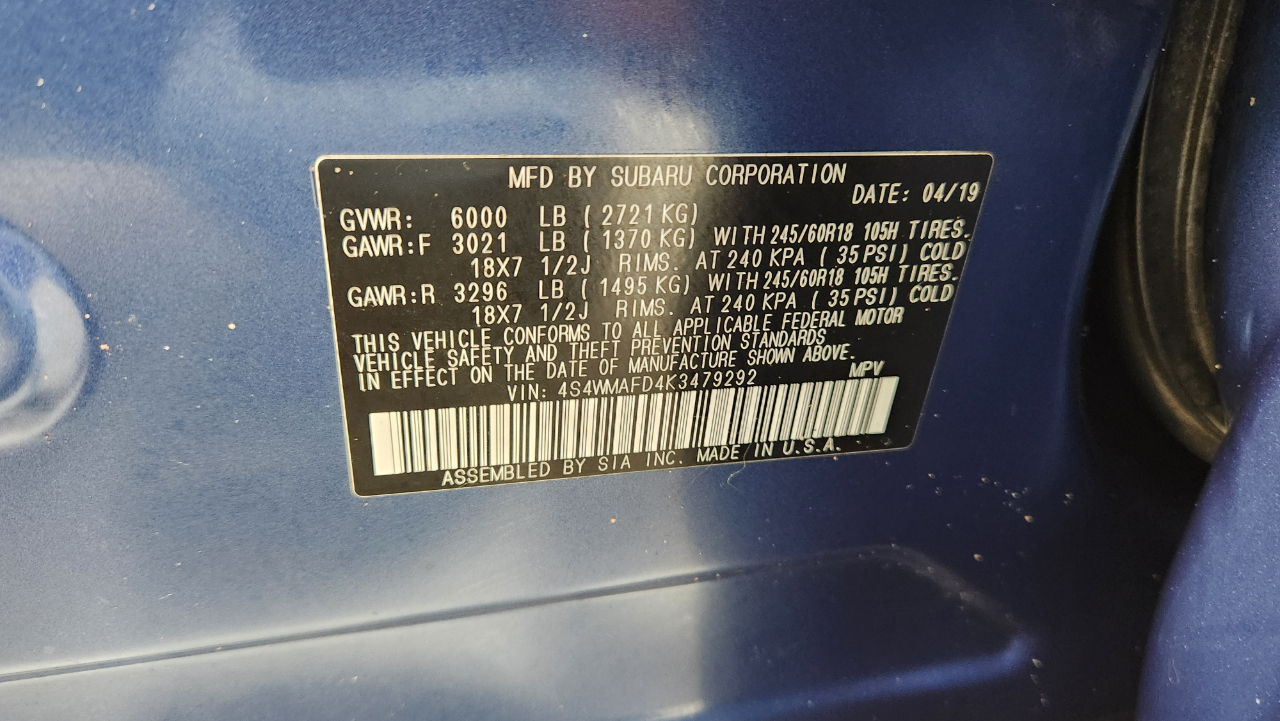 MFD BY SUBARU CORPORATION
DATE: 04/19
GVWR: 6000 LB ( 2721 KG)
GAWR:F 3021 LB ( 1370 KG) WITH 245/60R18 105H TIRES.
18X7 1/2J RIMS. AT 240 KPA ( 35 PSI) COLD
GAWR:R 3296 LB ( 1495 KG) WITH 245/60R18 105H TIRES.
18X7 1/2J RIMS. AT 240 KPA ( 35 PSI) COLD
THIS VEHICLE CONFORMS TO ALL APPLICABLE FEDERAL MOTOR
VEHICLE SAFETY AND THEFT PREVENTION STANDARDS
IN EFFECT ON THE DATE OF MANUFACTURE SHOWN ABOVE.
VIN: 4S4WMAFD4K3479292 MPV
ASSEMBLED BY SIA INC. MADE IN U.S.A.